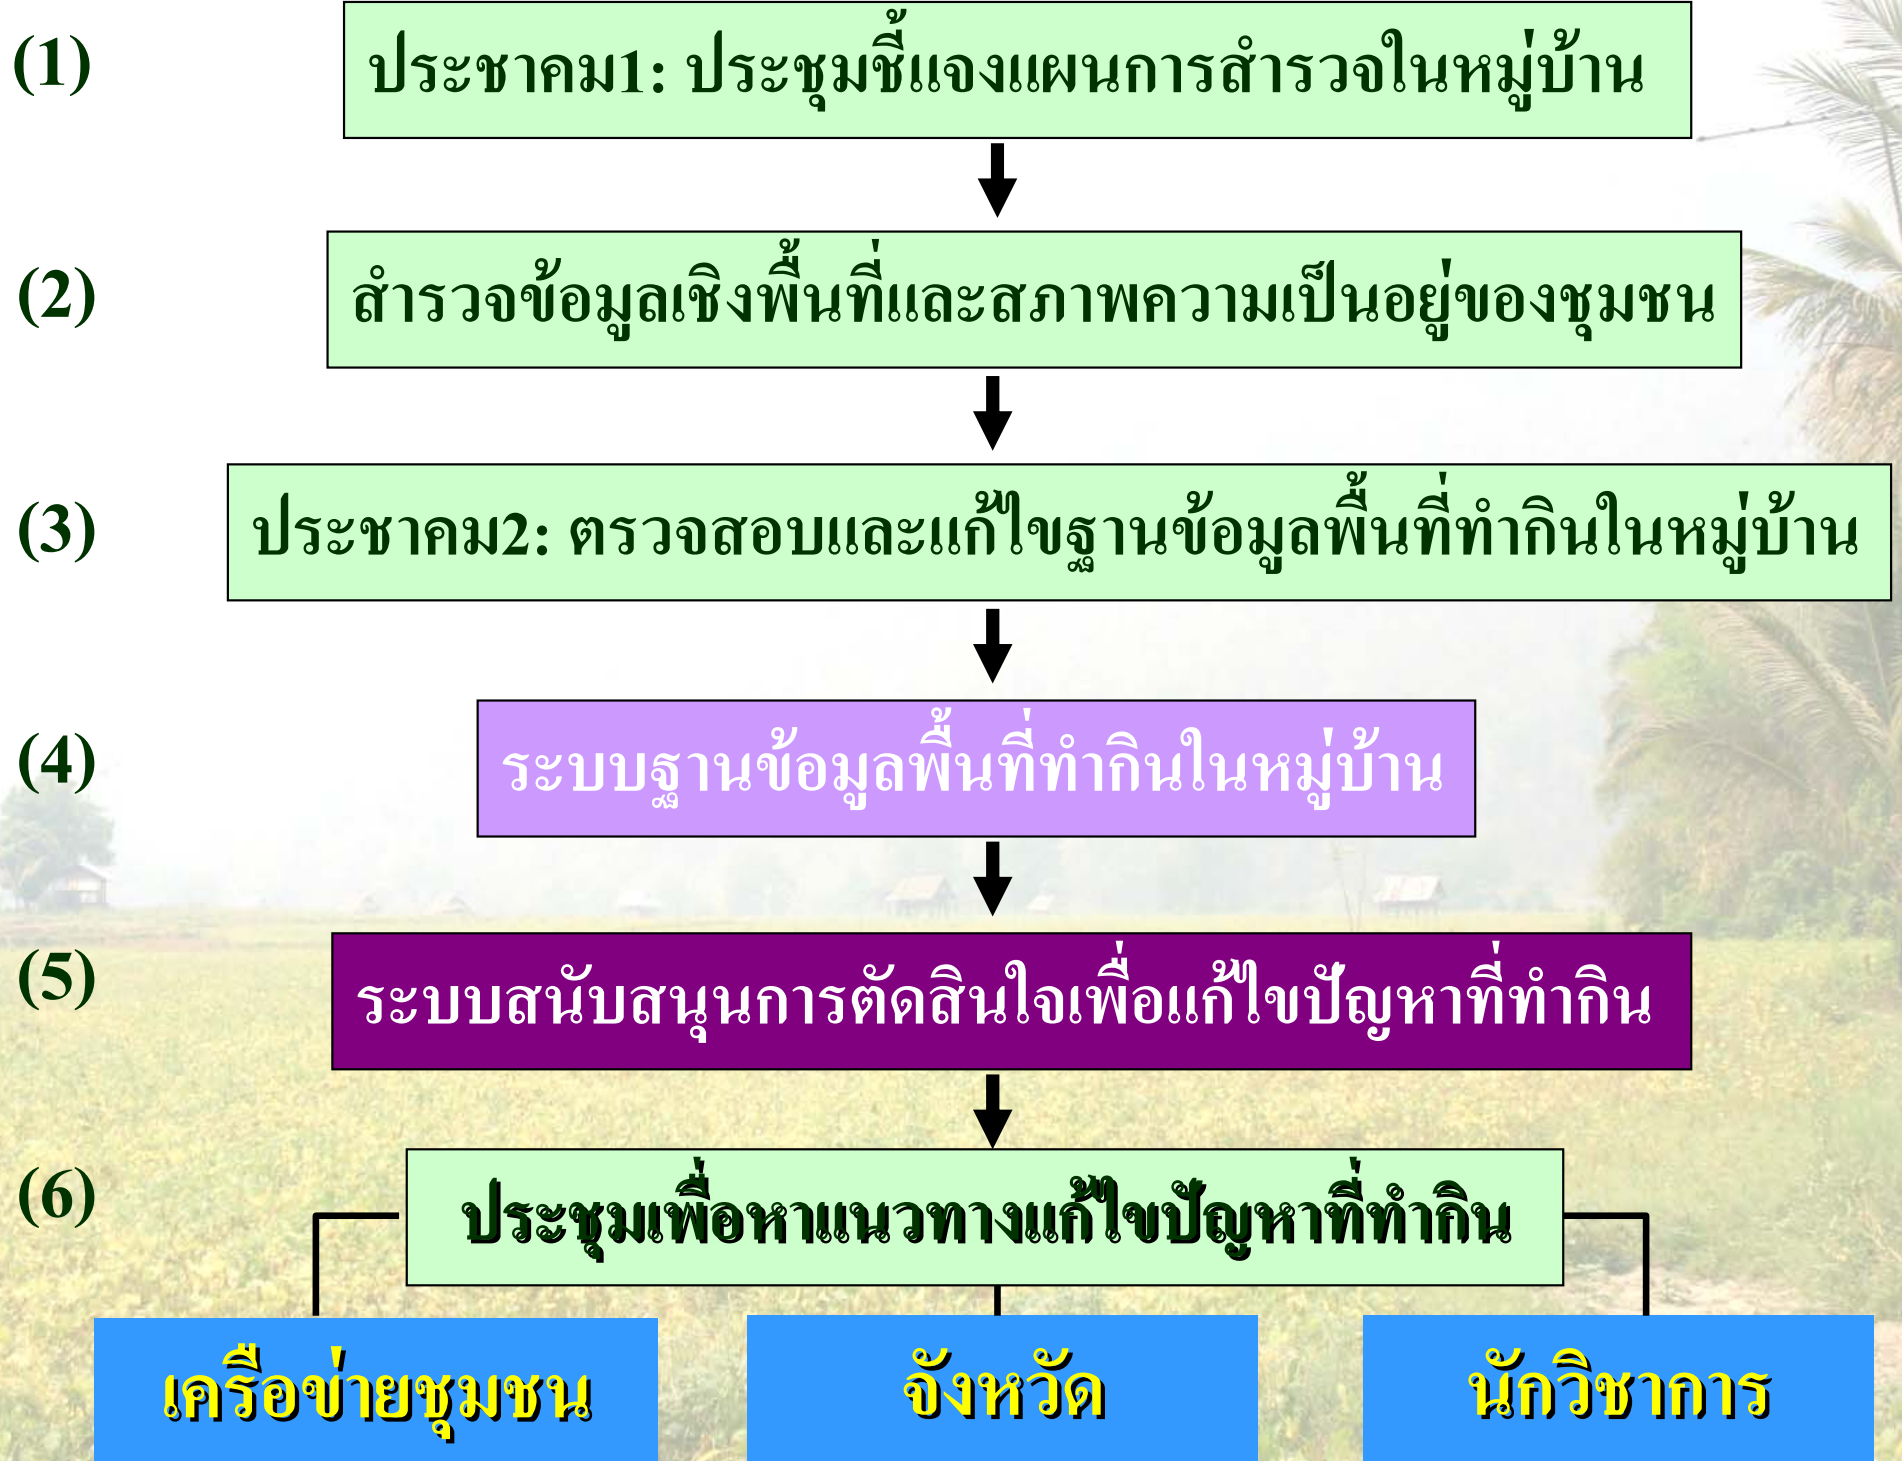 (1) ประชาคม1: ประชุมชี้แจงแผนการสำรวจในหมู่บ้าน
(2) สำรวจข้อมูลเชิงพื้นที่และสภาพความเป็นอยู่ของชุมชน
(3) ประชาคม2: ตรวจสอบและแก้ไขฐานข้อมูลพื้นที่ทำกินในหมู่บ้าน
(4) ระบบฐานข้อมูลพื้นที่ทำกินในหมู่บ้าน
(5) ระบบสนับสนุนการตัดสินใจเพื่อแก้ไขปัญหาที่ทำกิน
(6) ประชุมเพื่อหาแนวทางแก้ไขปัญหาที่ทำกิน
เครือข่ายชุมชน จังหวัด นักวิชาการ